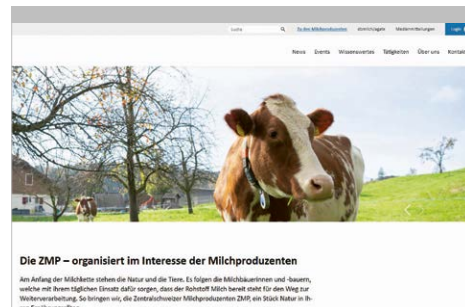 Suche Zu den Milchproduzenten Medienmitteilungen Login
News Events Wissenswertes Tätigkeiten Über uns Kontakt
Die ZMP – organisiert im Interesse der Milchproduzenten
Am Anfang der Milchkette stehen die Natur und die Tiere. Es folgen die Milchbäuerinnen und -bauern,
welche mit ihrem täglichen Einsatz dafür sorgen, dass der Rohstoff Milch bereit steht für den Weg zur
Weiterverarbeitung. So bringen wir, die Zentralschweizer Milchproduzenten ZMP, ein Stück Natur in Ih-